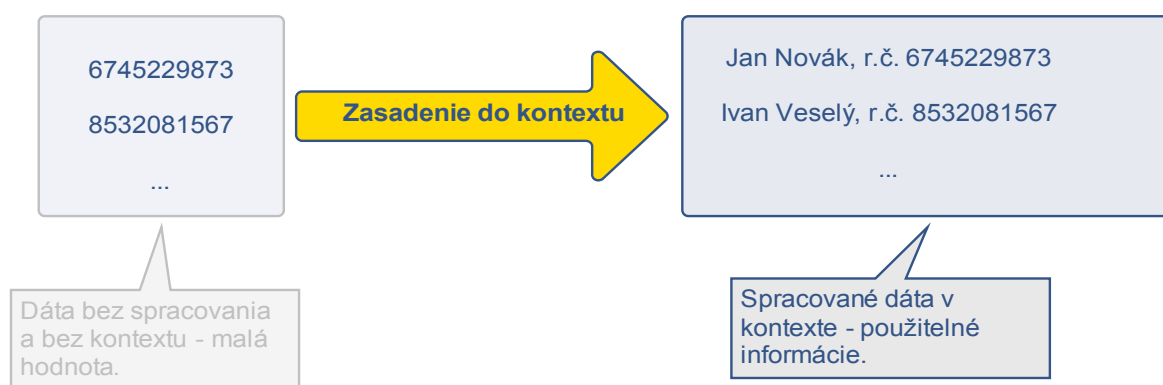 6745229873
8532081567
...
Zasadenie do kontextu
Jan Novák, r.č. 6745229873
Ivan Veselý, r.č. 8532081567
...
Dáta bez spracovania
a bez kontextu - malá
hodnota.
Spracované dáta v
kontexte - použitelné
informácie.